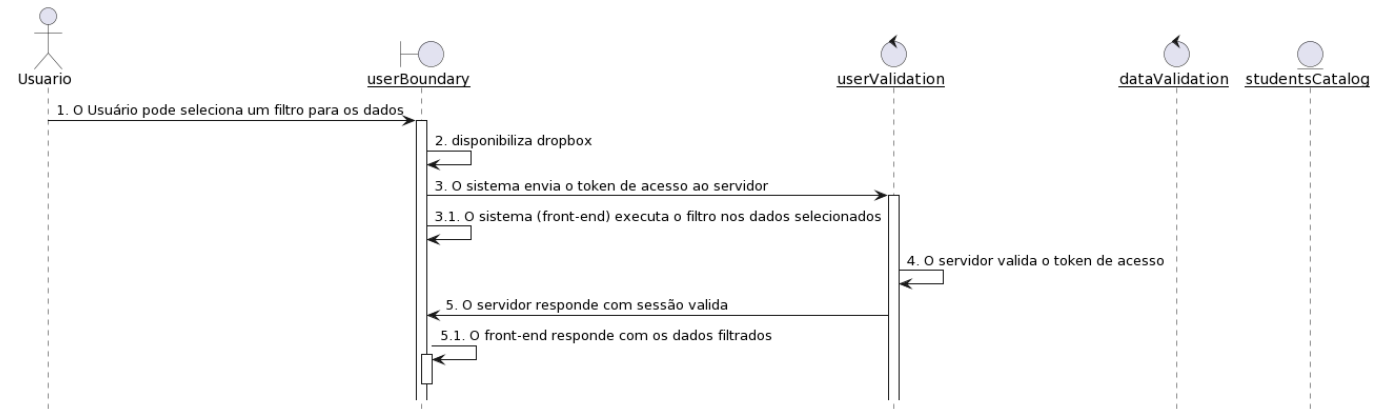 Usuario
userBoundary
userValidation
dataValidation
studentsCatalog
1. O Usuário pode seleciona um filtro para os dados
2. disponibiliza dropbox
3. O sistema envia o token de acesso ao servidor
3.1. O sistema (front-end) executa o filtro nos dados selecionados
4. O servidor valida o token de acesso
5. O servidor responde com sessão valida
5.1. O front-end responde com os dados filtrados